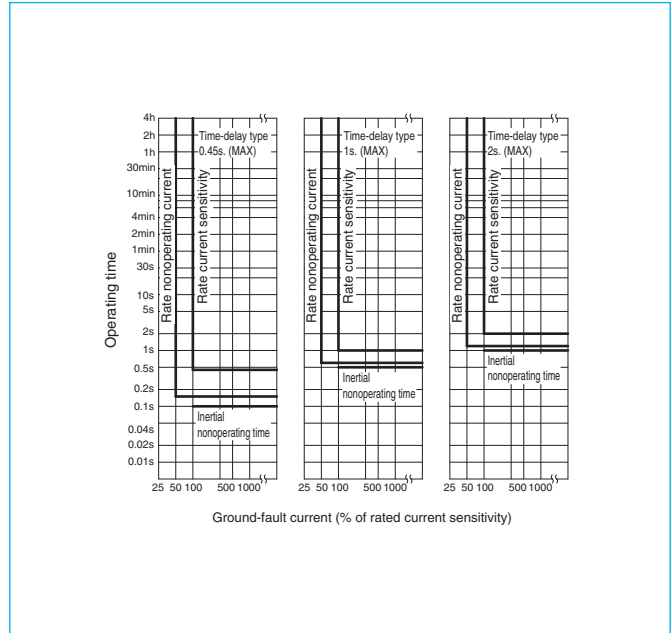 4h
2h
1h
30min
10min
4min
2min
1min
30s
10s
5s
2s
1s
0.5s
0.2s
0.1s
0.04s
0.02s
0.01s
Operating time
Rate nonoperating current
Rate current sensitivity
Time-delay type
0.45s. (MAX)
Inertial
nonoperating time
25 50 100 500 1000
Rate nonoperating current
Rate current sensitivity
Time-delay type
1s. (MAX)
Inertial
nonoperating time
25 50 100 500 1000
Rate nonoperating current
Rate current sensitivity
Time-delay type
2s. (MAX)
Inertial
nonoperating time
25 50 100 500 1000
Ground-fault current (% of rated current sensitivity)